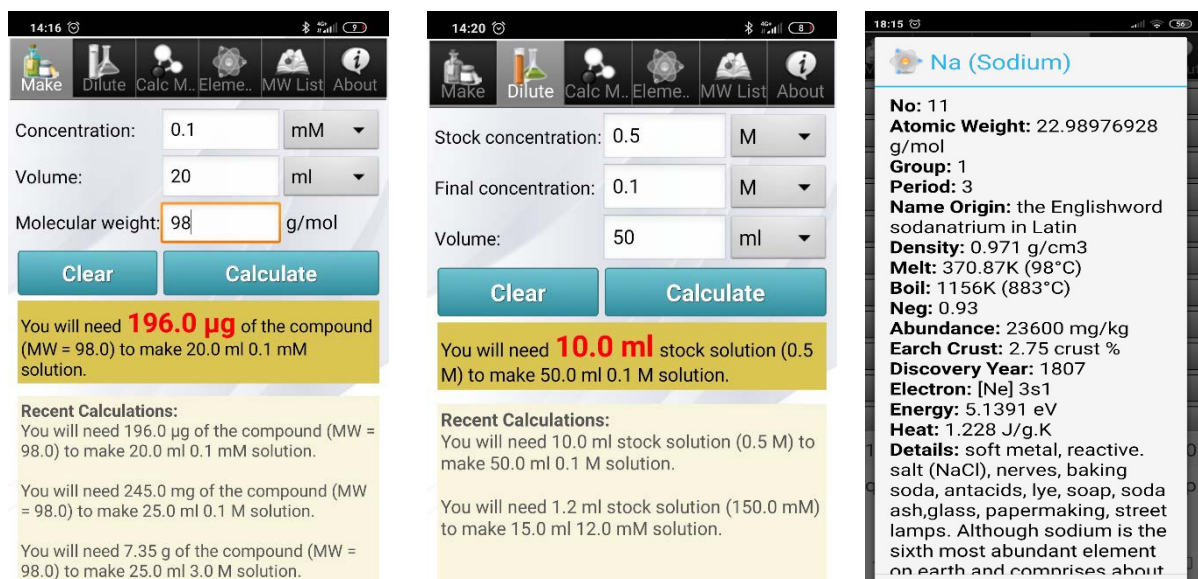 14:16
4G+
9
Make
Dilute
Calc M..
Eleme..
MW List
About
Concentration:
0.1
mM
Volume:
20
ml
Molecular weight:
98
g/mol
Clear
Calculate
You will need 196.0 µg of the compound
(MW = 98.0) to make 20.0 ml 0.1 mM
solution.
Recent Calculations:
You will need 196.0 µg of the compound (MW =
98.0) to make 20.0 ml 0.1 mM solution.
You will need 245.0 mg of the compound (MW
= 98.0) to make 25.0 ml 0.1 M solution.
You will need 7.35 g of the compound (MW =
98.0) to make 25.0 ml 3.0 M solution.
14:20
4G+
8
Make
Dilute
Calc M..
Eleme..
MW List
About
Stock concentration:
0.5
M
Final concentration:
0.1
M
Volume:
50
ml
Clear
Calculate
You will need 10.0 ml stock solution (0.5
M) to make 50.0 ml 0.1 M solution.
Recent Calculations:
You will need 10.0 ml stock solution (0.5 M) to
make 50.0 ml 0.1 M solution.
You will need 1.2 ml stock solution (150.0 mM)
to make 15.0 ml 12.0 mM solution.
18:15
56
Na (Sodium)
No: 11
Atomic Weight: 22.98976928
g/mol
Group: 1
Period: 3
Name Origin: the Englishword
sodanatrium in Latin
Density: 0.971 g/cm3
Melt: 370.87K (98°C)
Boil: 1156K (883°C)
Neg: 0.93
Abundance: 23600 mg/kg
Earch Crust: 2.75 crust %
Discovery Year: 1807
Electron: [Ne] 3s1
Energy: 5.1391 eV
Heat: 1.228 J/g.K
Details: soft metal, reactive.
salt (NaCl), nerves, baking
soda, antacids, lye, soap, soda
ash,glass, papermaking, street
lamps. Although sodium is the
sixth most abundant element
on earth and comprises about